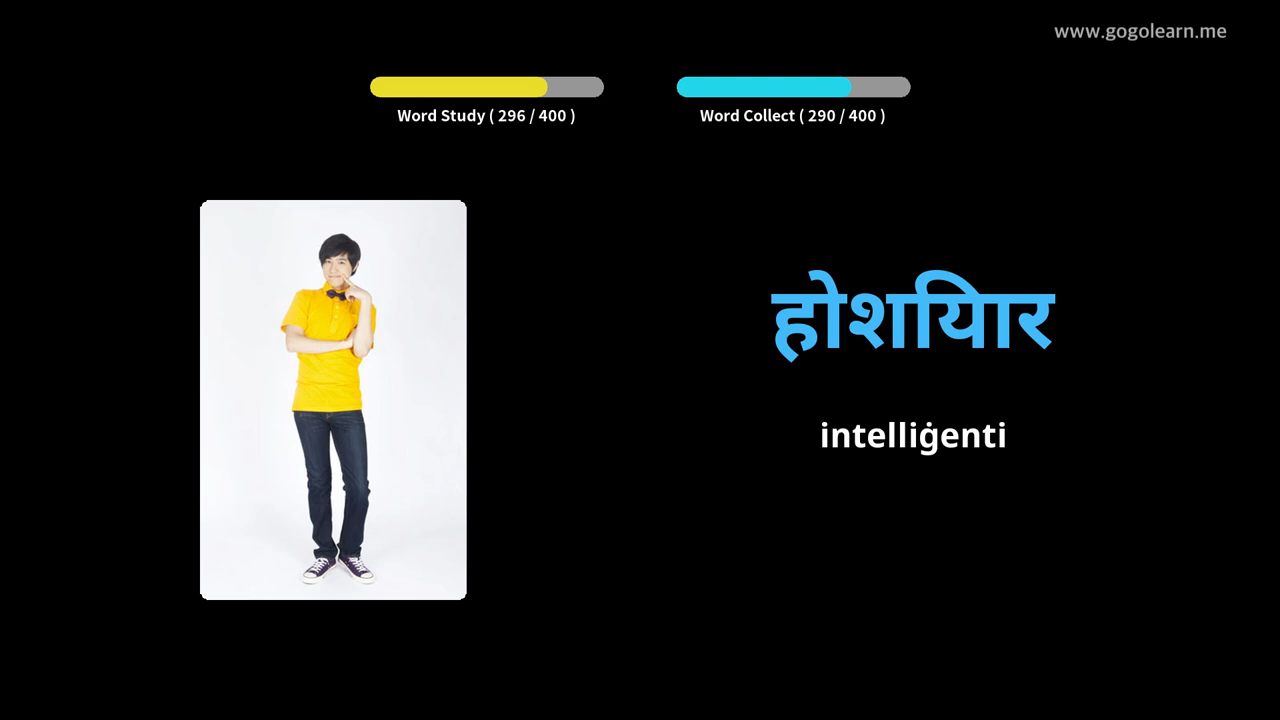 www.gogolearn.me
Word Study ( 296 / 400 )
Word Collect ( 290 / 400 )
होशियार
intelliġenti